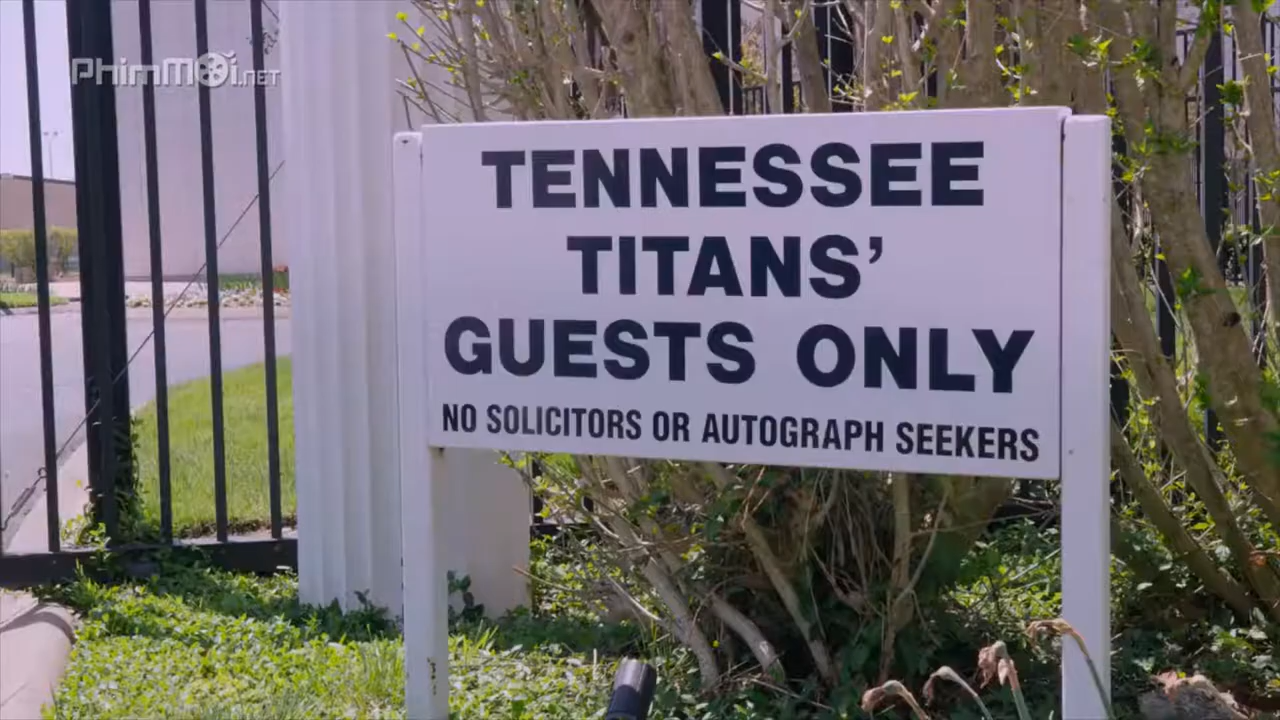 PHIMMOI.NET
TENNESSEE
TITANS’
GUESTS ONLY
NO SOLICITORS OR AUTOGRAPH SEEKERS